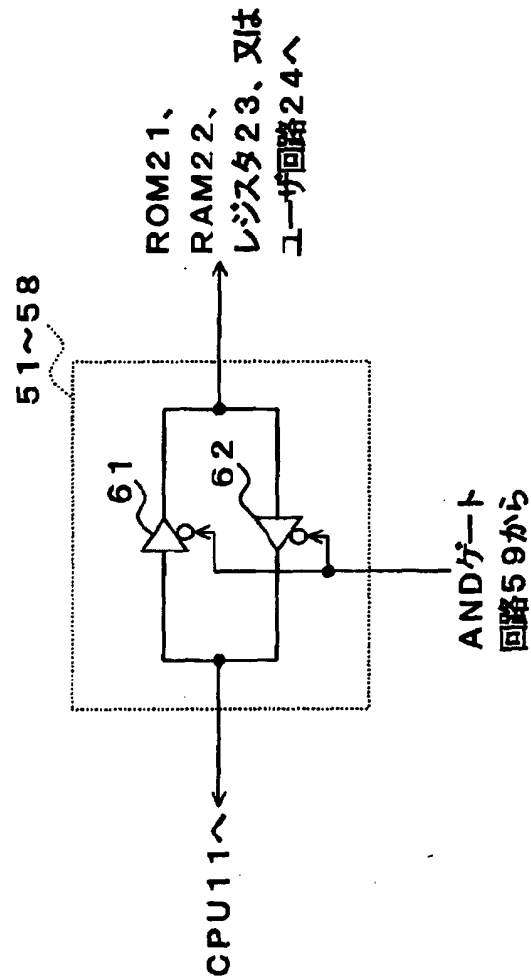 51~58
ROM21、
RAM22、
レジスタ23、又は
ユーザ回路24へ
61
62
CPU11へ
ANDゲート
回路59から